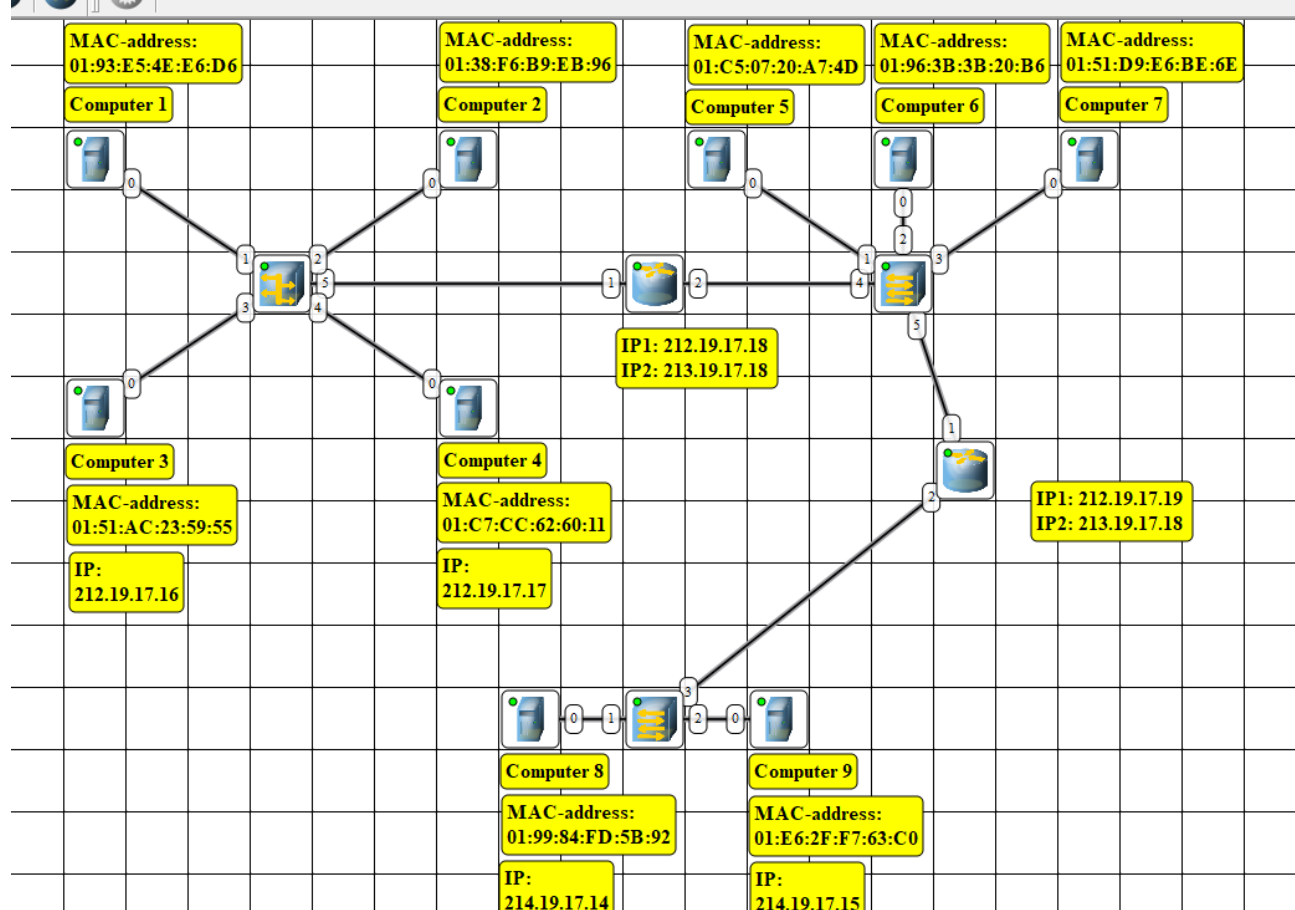 MAC-address:
01:93:E5:4E:E6:D6
Computer 1
MAC-address:
01:38:F6:B9:EB:96
Computer 2
MAC-address:
01:C5:07:20:A7:4D
Computer 5
MAC-address:
01:96:3B:3B:20:B6
Computer 6
MAC-address:
01:51:D9:E6:BE:6E
Computer 7
0
0
0
0
0
1
2
3
4
5
1
2
4
1
2
3
5
IP1: 212.19.17.18
IP2: 213.19.17.18
0
0
Computer 3
MAC-address:
01:51:AC:23:59:55
IP:
212.19.17.16
Computer 4
MAC-address:
01:C7:CC:62:60:11
IP:
212.19.17.17
1
2
IP1: 212.19.17.19
IP2: 213.19.17.18
3
0
1
2
0
Computer 8
MAC-address:
01:99:84:FD:5B:92
IP:
214.19.17.14
Computer 9
MAC-address:
01:E6:2F:F7:63:C0
IP:
214.19.17.15